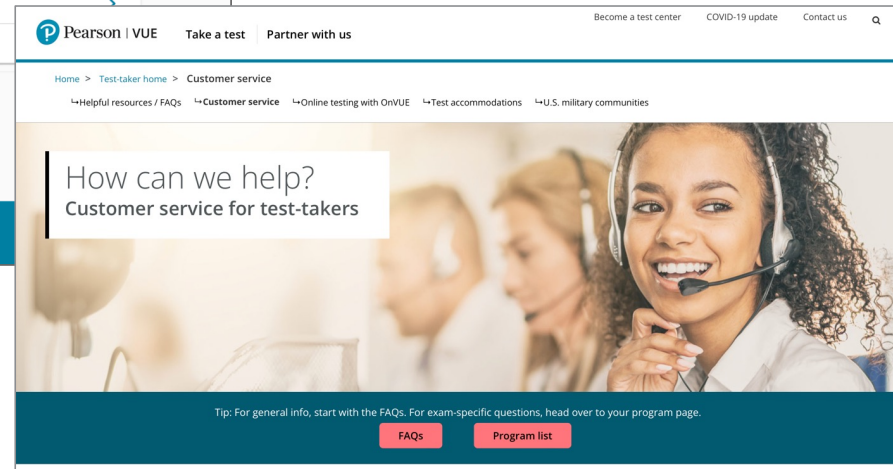 Become a test center COVID-19 update Contact us
Pearson | VUE Take a test Partner with us
Home > Test-taker home > Customer service
↳Helpful resources / FAQs ↳Customer service ↳Online testing with OnVUE ↳Test accommodations ↳U.S. military communities
How can we help?
Customer service for test-takers
Tip: For general info, start with the FAQs. For exam-specific questions, head over to your program page.
FAQs Program list